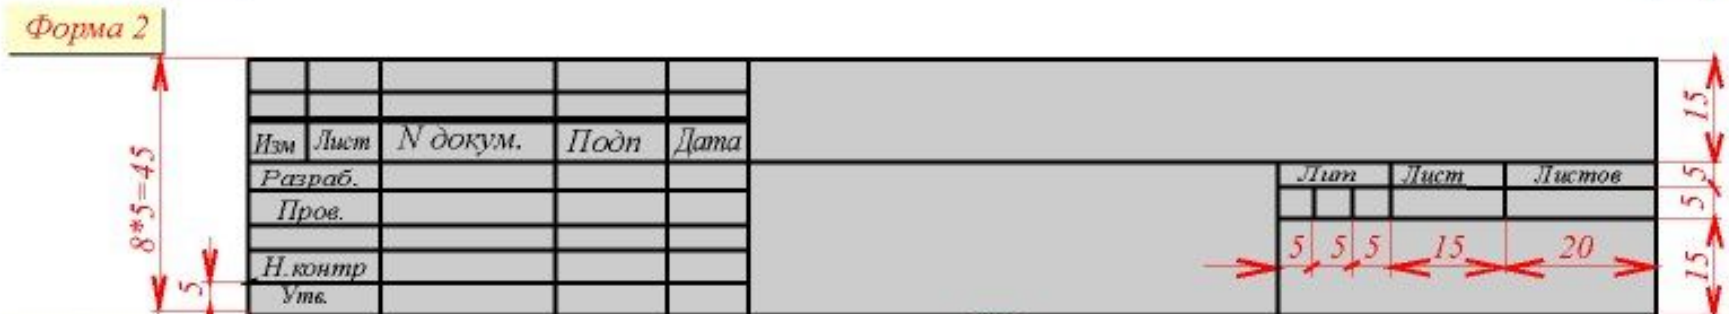 Форма 2
15
Изм Лист N докум. Подп Дата
8*5=45
Разраб. Лит Лист Листов 5
Пров. 5
5 5 5 15 20 15
Н.контр
5
Утв.